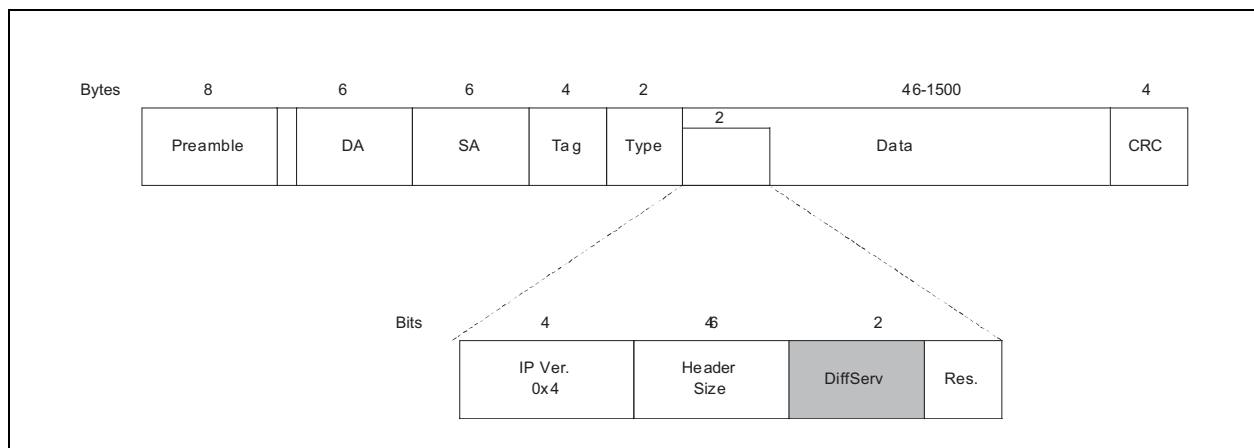 Bytes 8 6 6 4 2 46-1500 4
2
Preamble DA SA Tag Type Data CRC
Bits 4 46 2
IP Ver. 0x4
Header Size
DiffServ
Res.